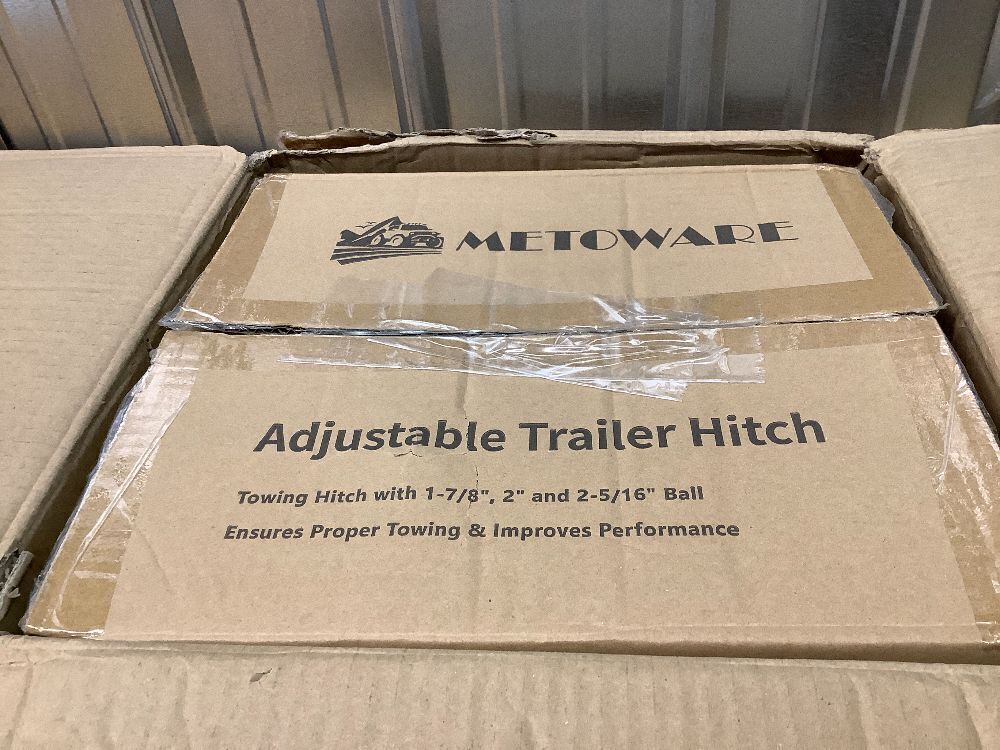 METOWARE
Adjustable Trailer Hitch
Towing Hitch with 1-7/8", 2" and 2-5/16" Ball
Ensures Proper Towing & Improves Performance